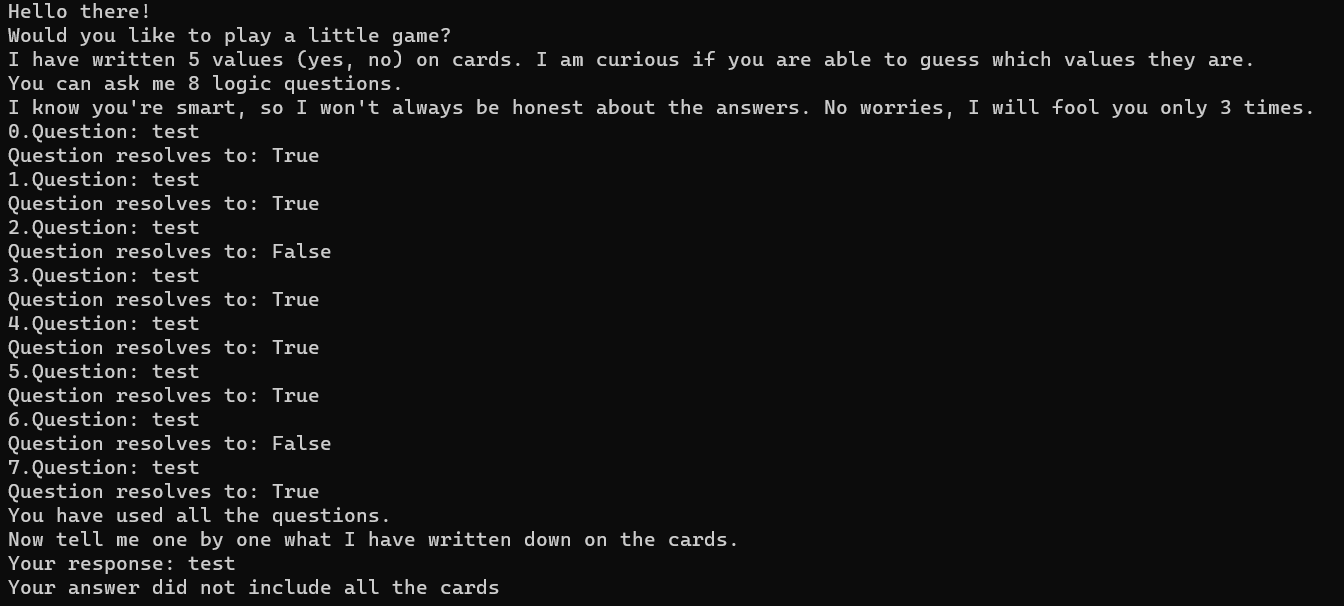 Hello there!
Would you like to play a little game?
I have written 5 values (yes, no) on cards. I am curious if you are able to guess which values they are.
You can ask me 8 logic questions.
I know you're smart, so I won't always be honest about the answers. No worries, I will fool you only 3 times.
0.Question: test
Question resolves to: True
1.Question: test
Question resolves to: True
2.Question: test
Question resolves to: False
3.Question: test
Question resolves to: True
4.Question: test
Question resolves to: True
5.Question: test
Question resolves to: True
6.Question: test
Question resolves to: False
7.Question: test
Question resolves to: True
You have used all the questions.
Now tell me one by one what I have written down on the cards.
Your response: test
Your answer did not include all the cards